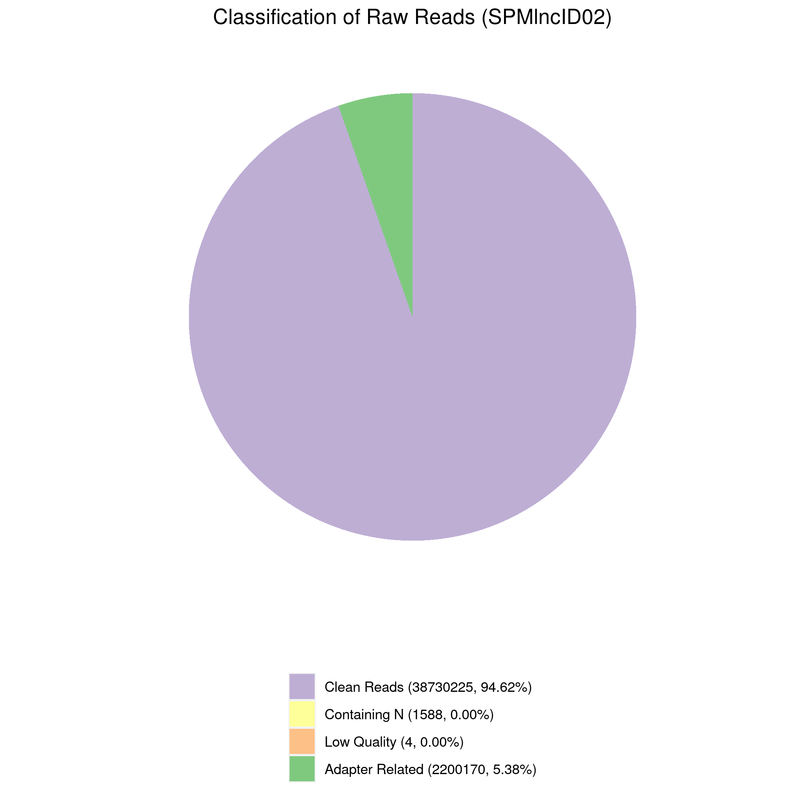 Classification of Raw Reads (SPMlncID02)
Clean Reads (38730225, 94.62%)
Containing N (1588, 0.00%)
Low Quality (4, 0.00%)
Adapter Related (2200170, 5.38%)